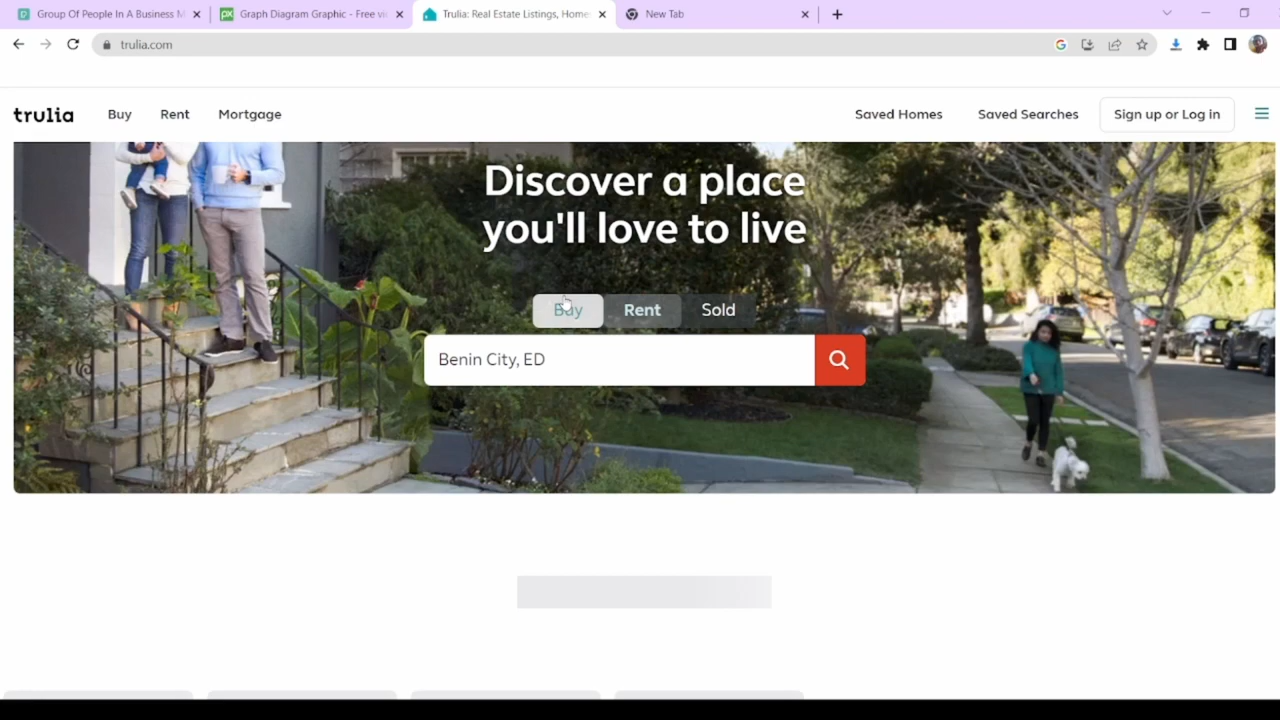 Group Of People In A Business M
Graph Diagram Graphic - Free ve
Trulia: Real Estate Listings, Home
New Tab
trulia.com
trulia
Buy
Rent
Mortgage
Saved Homes
Saved Searches
Sign up or Log in
Discover a place
you'll love to live
Buy
Rent
Sold
Benin City, ED